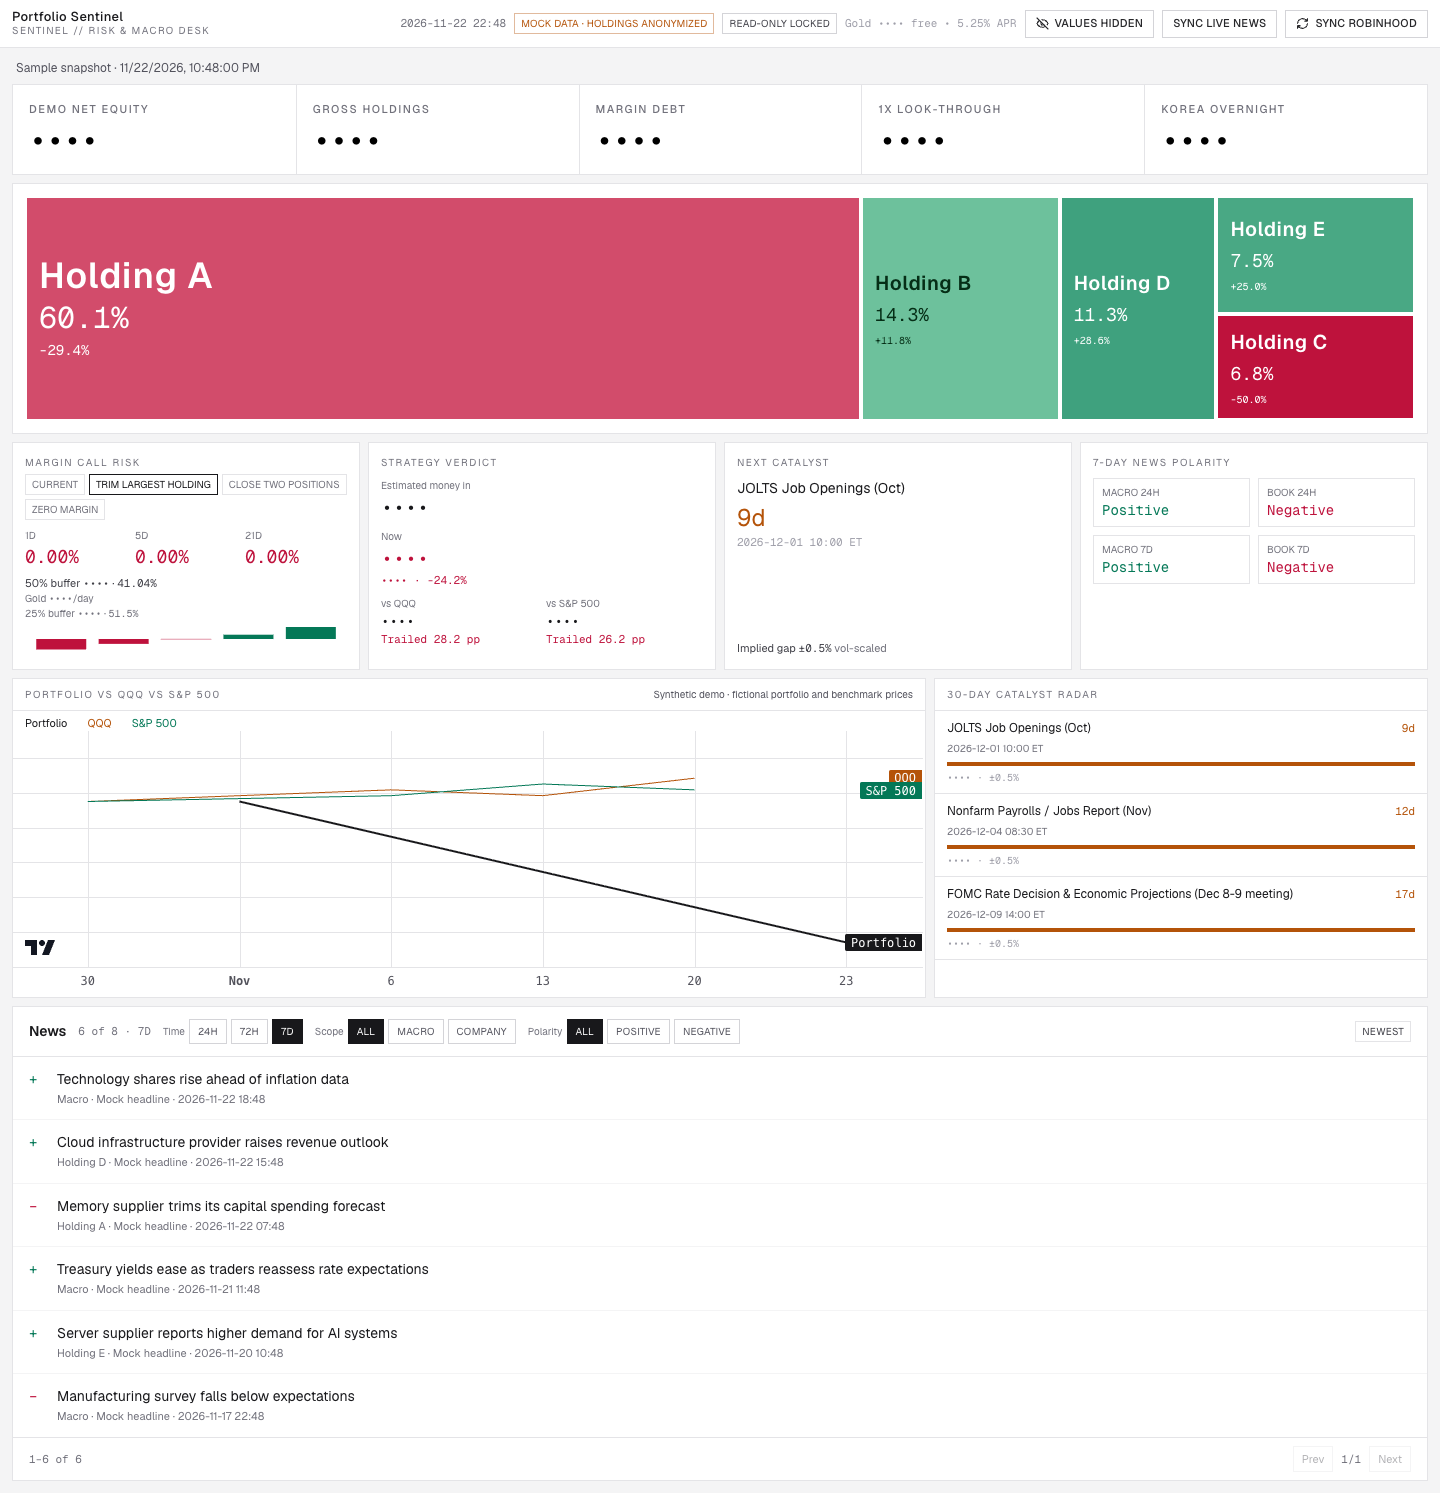 Portfolio Sentinel
SENTINEL // RISK & MACRO DESK
2026-11-22 22:48
MOCK DATA · HOLDINGS ANONYMIZED
READ-ONLY LOCKED
Gold •••• free • 5.25% APR
VALUES HIDDEN
SYNC LIVE NEWS
SYNC ROBINHOOD
Sample snapshot · 11/22/2026, 10:48:00 PM
DEMO NET EQUITY
••••
GROSS HOLDINGS
••••
MARGIN DEBT
••••
1X LOOK-THROUGH
••••
KOREA OVERNIGHT
••••
Holding A
60.1%
-29.4%
Holding B
14.3%
+11.8%
Holding D
11.3%
+28.6%
Holding E
7.5%
+25.0%
Holding C
6.8%
-50.0%
MARGIN CALL RISK
CURRENT
TRIM LARGEST HOLDING
CLOSE TWO POSITIONS
ZERO MARGIN
1D
5D
21D
0.00%
0.00%
0.00%
50% buffer •••• · 41.04%
Gold ••••/day
25% buffer •••• · 51.5%
STRATEGY VERDICT
Estimated money in
••••
Now
••••
•••• · -24.2%
vs QQQ
••••
Trailed 28.2 pp
vs S&P 500
••••
Trailed 26.2 pp
NEXT CATALYST
JOLTS Job Openings (Oct)
9d
2026-12-01 10:00 ET
Implied gap ±0.5% vol-scaled
7-DAY NEWS POLARITY
MACRO 24H
Positive
BOOK 24H
Negative
MACRO 7D
Positive
BOOK 7D
Negative
PORTFOLIO VS QQQ VS S&P 500
Synthetic demo · fictional portfolio and benchmark prices
Portfolio QQQ S&P 500
QQQ
S&P 500
Portfolio
30 Nov 6 13 20 23
30-DAY CATALYST RADAR
JOLTS Job Openings (Oct) 9d
2026-12-01 10:00 ET
•••• · ±0.5%
Nonfarm Payrolls / Jobs Report (Nov) 12d
2026-12-04 08:30 ET
•••• · ±0.5%
FOMC Rate Decision & Economic Projections (Dec 8-9 meeting) 17d
2026-12-09 14:00 ET
•••• · ±0.5%
News 6 of 8 · 7D Time 24H 72H 7D Scope ALL MACRO COMPANY Polarity ALL POSITIVE NEGATIVE NEWEST
+ Technology shares rise ahead of inflation data
Macro · Mock headline · 2026-11-22 18:48
+ Cloud infrastructure provider raises revenue outlook
Holding D · Mock headline · 2026-11-22 15:48
− Memory supplier trims its capital spending forecast
Holding A · Mock headline · 2026-11-22 07:48
+ Treasury yields ease as traders reassess rate expectations
Macro · Mock headline · 2026-11-21 11:48
+ Server supplier reports higher demand for AI systems
Holding E · Mock headline · 2026-11-20 10:48
− Manufacturing survey falls below expectations
Macro · Mock headline · 2026-11-17 22:48
1-6 of 6
Prev 1/1 Next